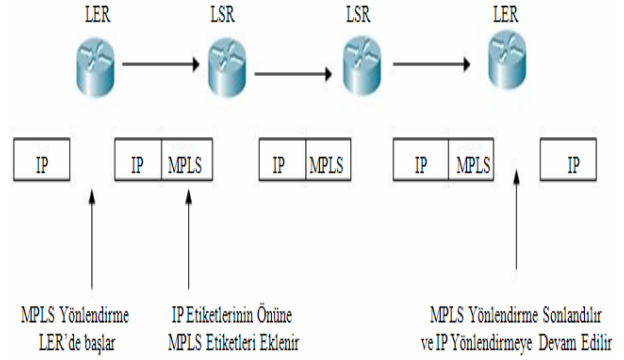 LER LSR LSR LER
IP IP MPLS IP MPLS IP MPLS IP
MPLS Yönlendirme
LER'de başlar
IP Etiketlerinin Önüne
MPLS Etiketleri Eklenir
MPLS Yönlendirme Sonlandılır
ve IP Yönlendirmeye Devam Edilir